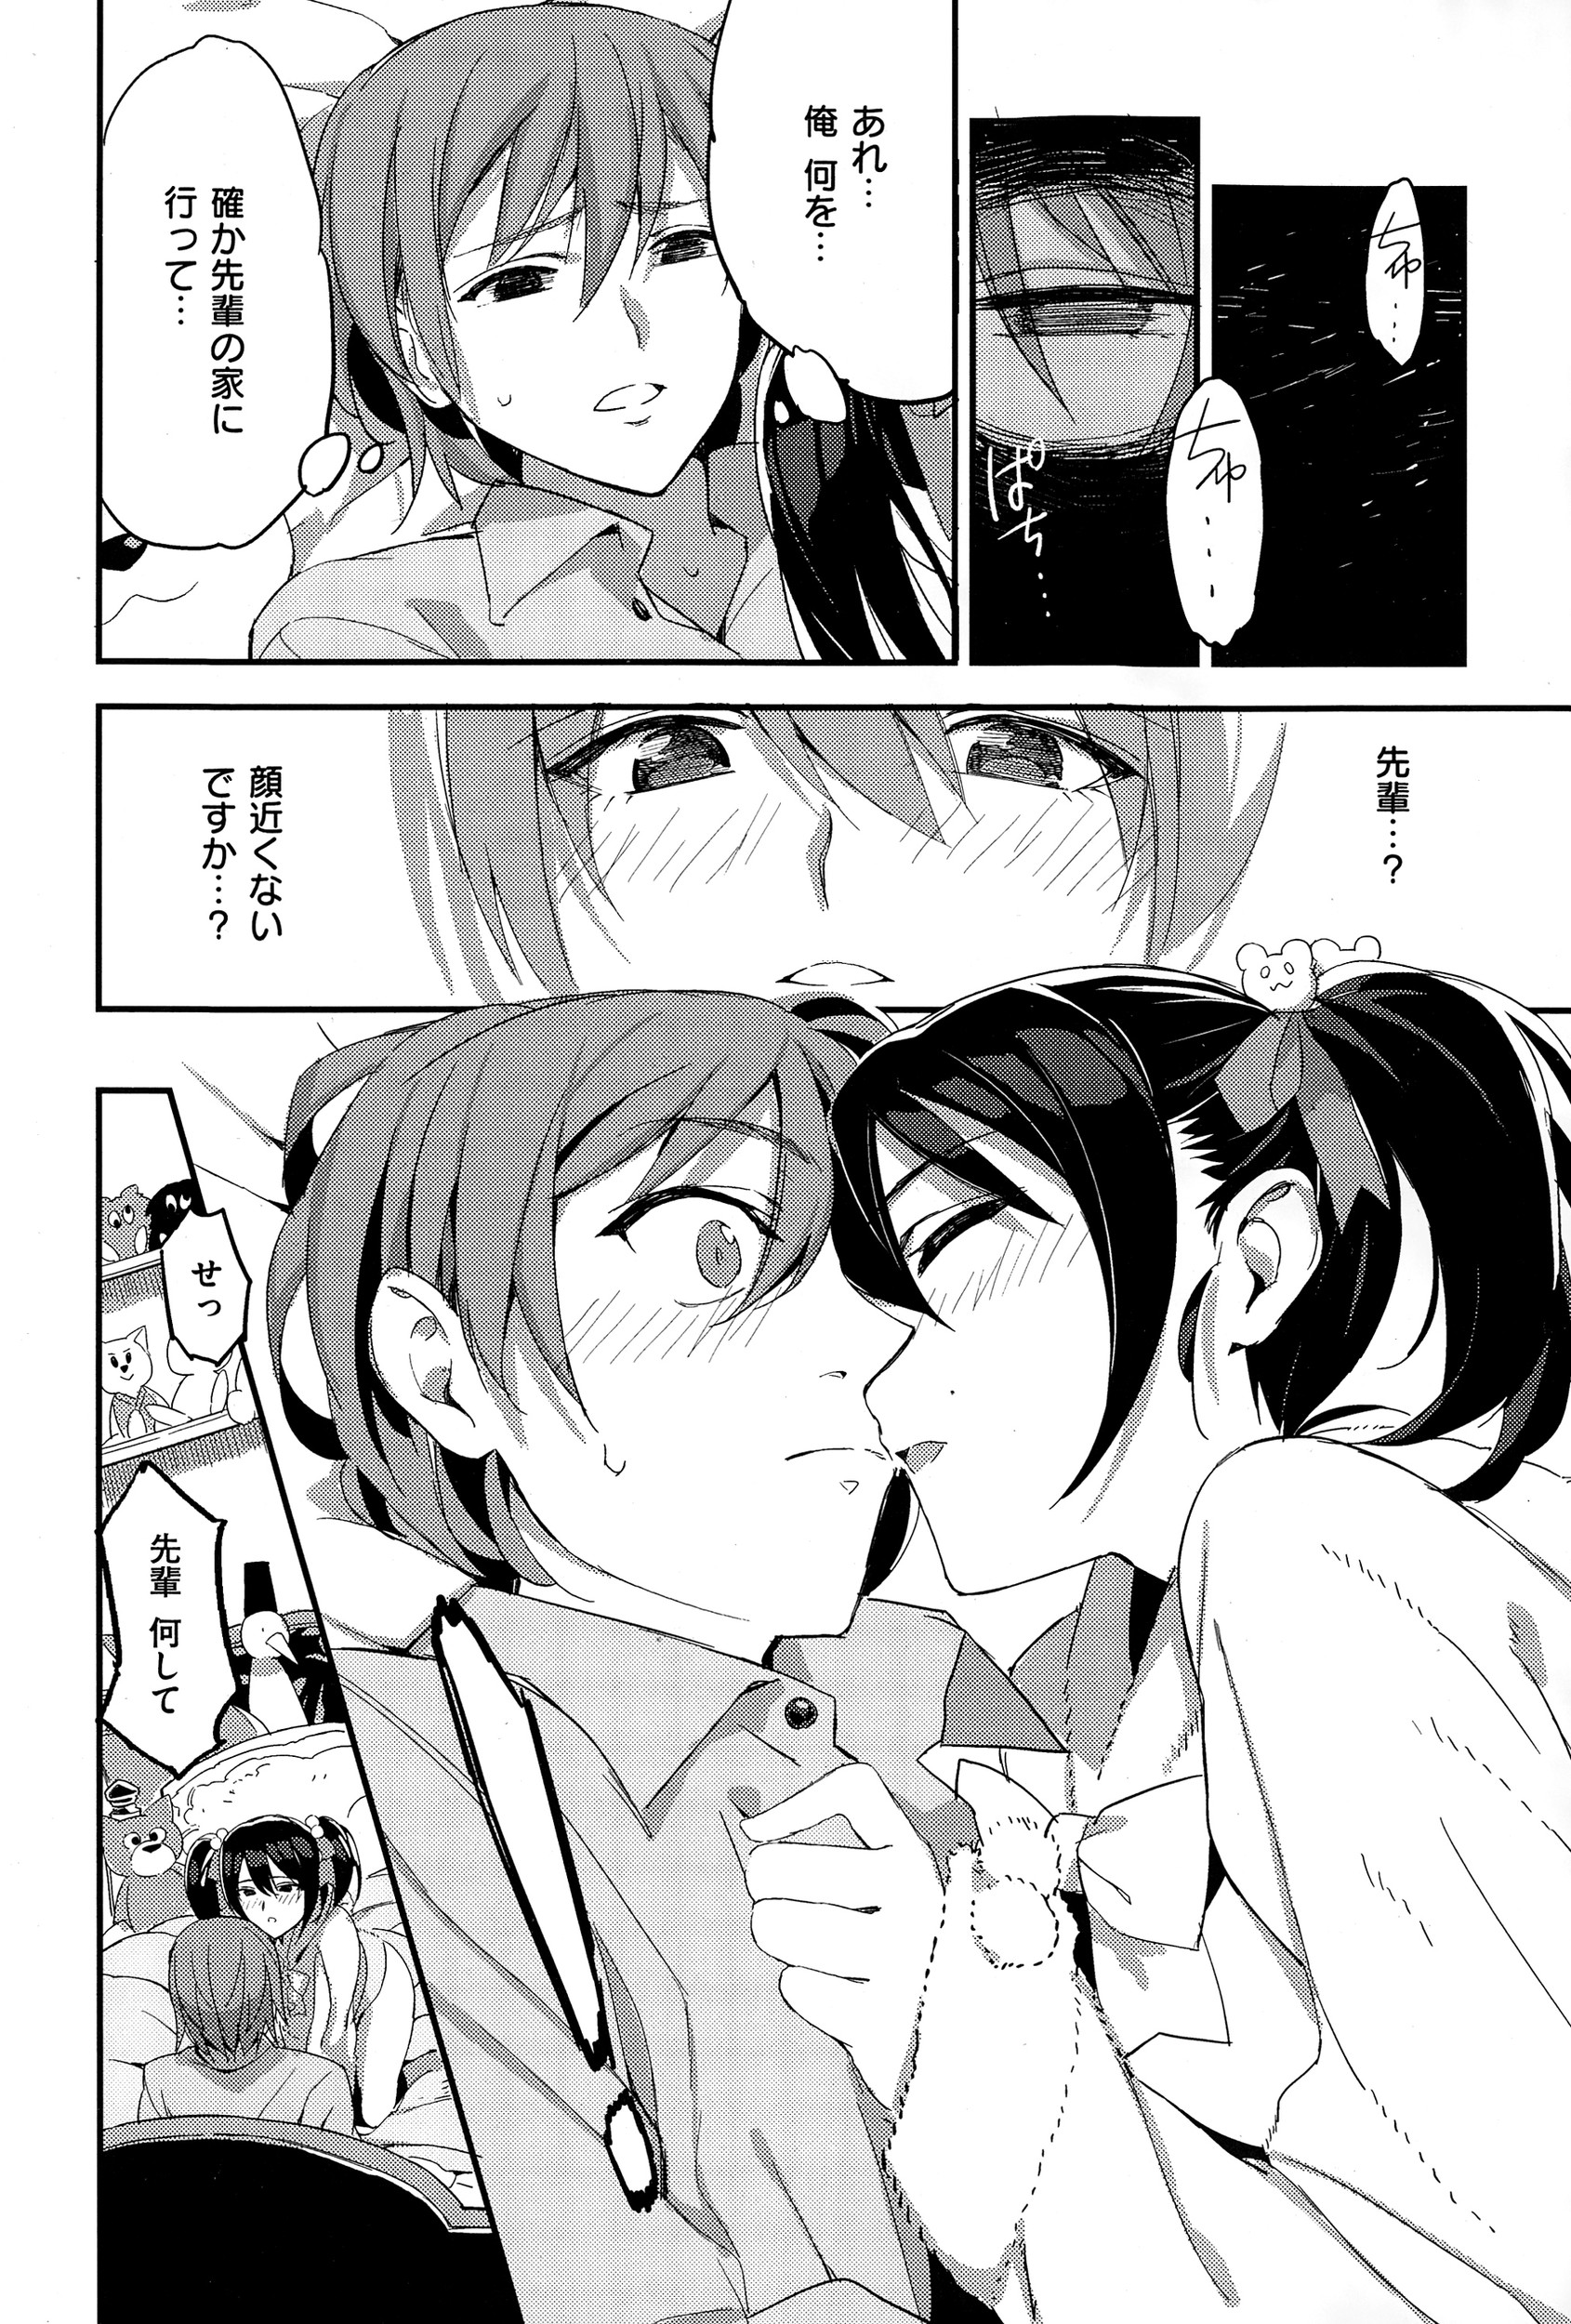 ちゅ…
ちゅ…
ぱち…
あれ…
俺 何を…
確か先輩の家に
行って…
先輩…?
顔近くない
ですか…?
せっ
先輩 何して